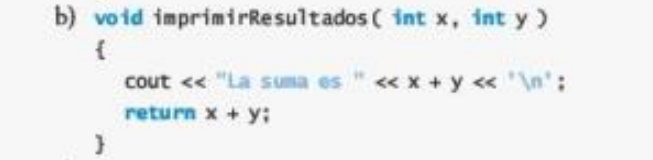 b) void imprimirResultados( int x, int y )
{
cout << "La suma es " << x + y << '\n';
return x + y;
}